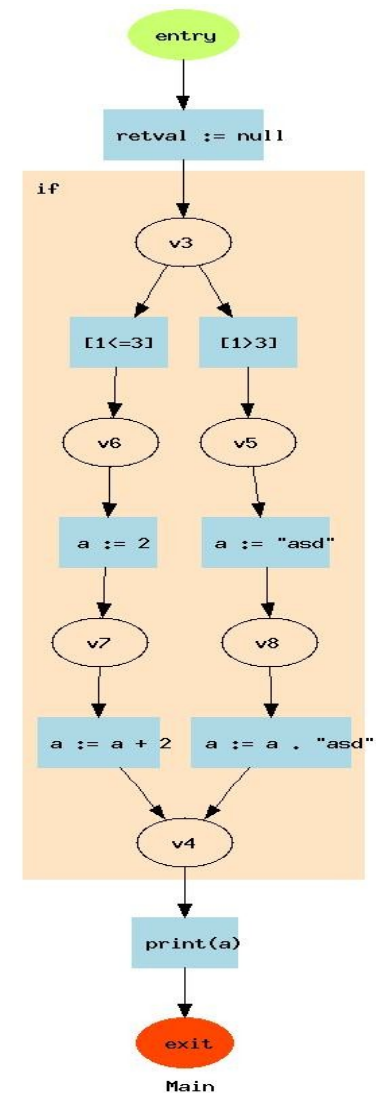 entry
retval := null
if
v3
[1<=3]
[1>3]
v6
v5
a := 2
a := "asd"
v7
v8
a := a + 2
a := a . "asd"
v4
print(a)
exit
Main